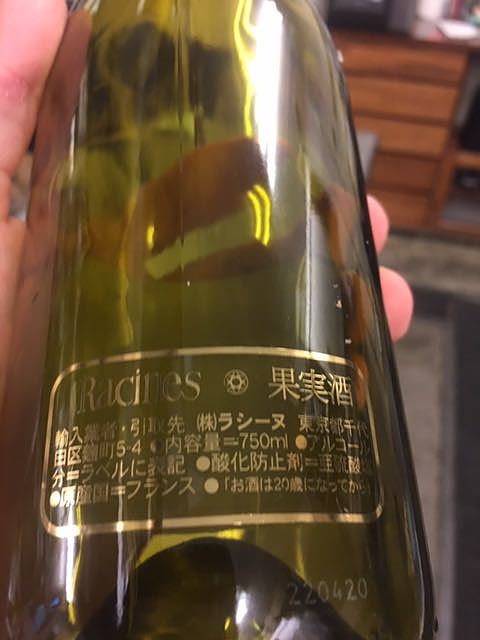 Racines 果実酒
輸入業者・引取先 ㈱ラシーヌ 東京都千代
田区麹町5-4 ●内容量=750ml ●アルコール
分=ラベルに表記 ●酸化防止剤=亜硫酸
●原産国=フランス ●「お酒は20歳になってから
220420